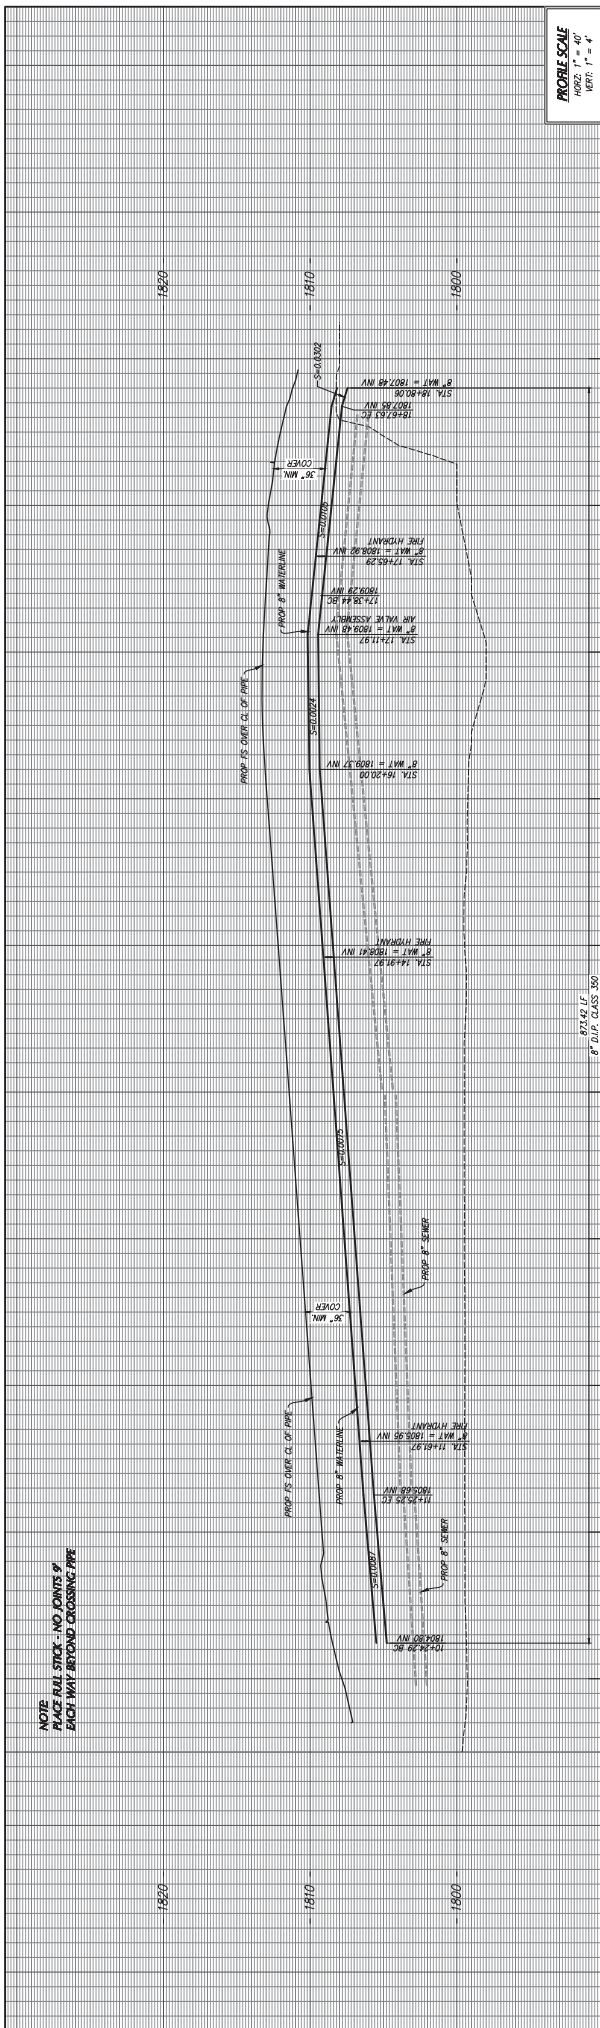 NOTE:
PLACE FULL STICK - NO JOINTS 9'
EACH WAY BEYOND CROSSING PIPE
1820
1820
1810
1810
1800
1800
PROP FS OVER CL OF PIPE
PROP FS OVER CL OF PIPE
36" MIN.
COVER
36" MIN.
COVER
PROP 8" WATERLINE
PROP 8" WATERLINE
S=0.0087
S=0.0075
S=0.0024
S=0.0106
S=0.0302
PROP 8" SEWER
PROP 8" SEWER
10+24.29 BC
1804.80 INV
11+25.25 EC
1805.68 INV
STA. 11+61.97
8" WAT = 1805.95 INV
FIRE HYDRANT
STA. 14+91.97
8" WAT = 1808.41 INV
FIRE HYDRANT
STA. 16+20.00
8" WAT = 1809.37 INV
STA. 17+11.97
8" WAT = 1809.48 INV
AIR VALVE ASSEMBLY
17+38.44 BC
1809.29 INV
STA. 17+65.29
8" WAT = 1808.92 INV
FIRE HYDRANT
18+67.63 EC
1807.85 INV
STA. 18+80.06
8" WAT = 1807.48 INV
873.42 LF
8" D.I.P. CLASS 350
PROFILE SCALE
HORZ: 1" = 40'
VERT: 1" = 4'